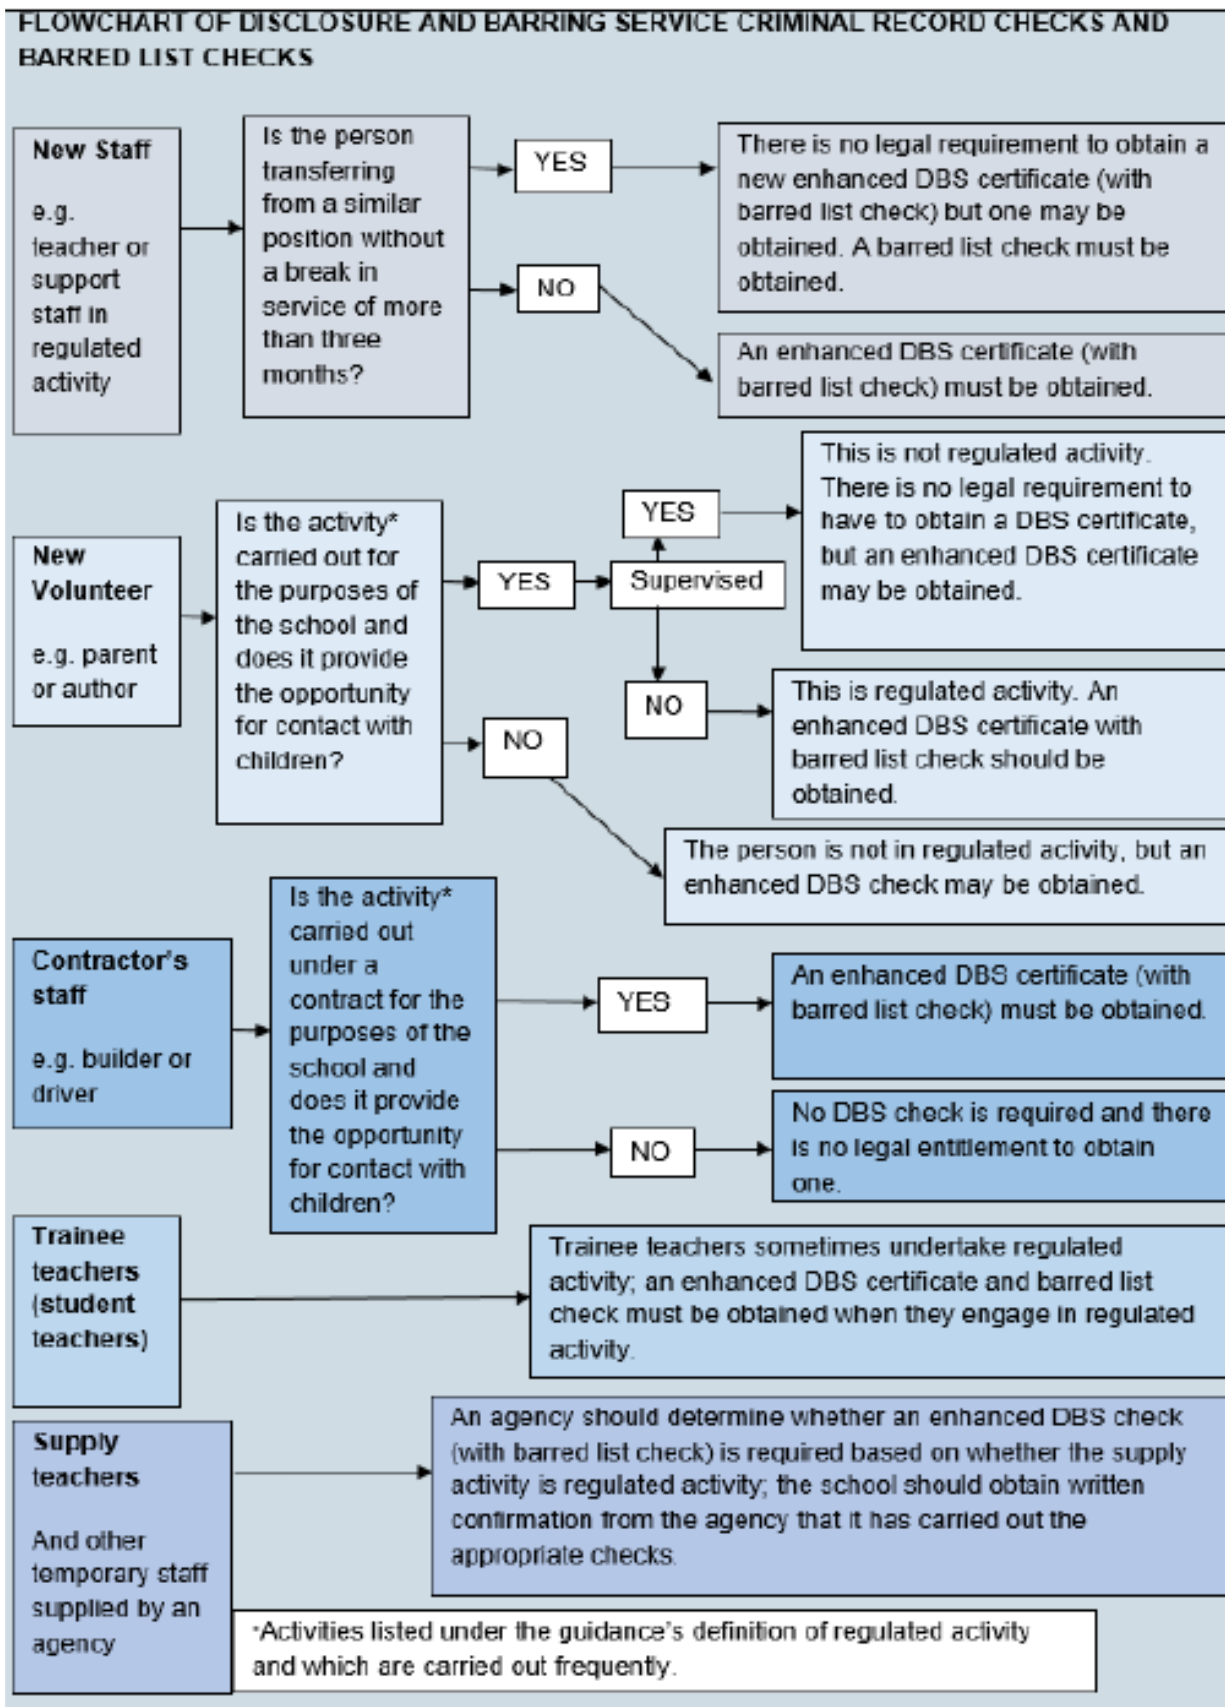 FLOWCHART OF DISCLOSURE AND BARRING SERVICE CRIMINAL RECORD CHECKS AND
BARRED LIST CHECKS
New Staff
e.g.
teacher or
support
staff in
regulated
activity
Is the person
transferring
from a similar
position without
a break in
service of more
than three
months?
YES
There is no legal requirement to obtain a
new enhanced DBS certificate (with
barred list check) but one may be
obtained. A barred list check must be
obtained.
NO
An enhanced DBS certificate (with
barred list check) must be obtained.
New
Volunteer
e.g. parent
or author
Is the activity*
carried out for
the purposes of
the school and
does it provide
the opportunity
for contact with
children?
YES
Supervised
YES
This is not regulated activity.
There is no legal requirement to
have to obtain a DBS certificate,
but an enhanced DBS certificate
may be obtained.
NO
This is regulated activity. An
enhanced DBS certificate with
barred list check should be
obtained.
NO
The person is not in regulated activity, but an
enhanced DBS check may be obtained.
Contractor's
staff
e.g. builder or
driver
Is the activity*
carried out
under a
contract for the
purposes of the
school and
does it provide
the opportunity
for contact with
children?
YES
An enhanced DBS certificate (with
barred list check) must be obtained.
NO
No DBS check is required and there
is no legal entitlement to obtain
one.
Trainee
teachers
(student
teachers)
Trainee teachers sometimes undertake regulated
activity; an enhanced DBS certificate and barred list
check must be obtained when they engage in regulated
activity.
Supply
teachers
And other
temporary staff
supplied by an
agency
An agency should determine whether an enhanced DBS check
(with barred list check) is required based on whether the supply
activity is regulated activity; the school should obtain written
confirmation from the agency that it has carried out the
appropriate checks.
*Activities listed under the guidance's definition of regulated activity
and which are carried out frequently.